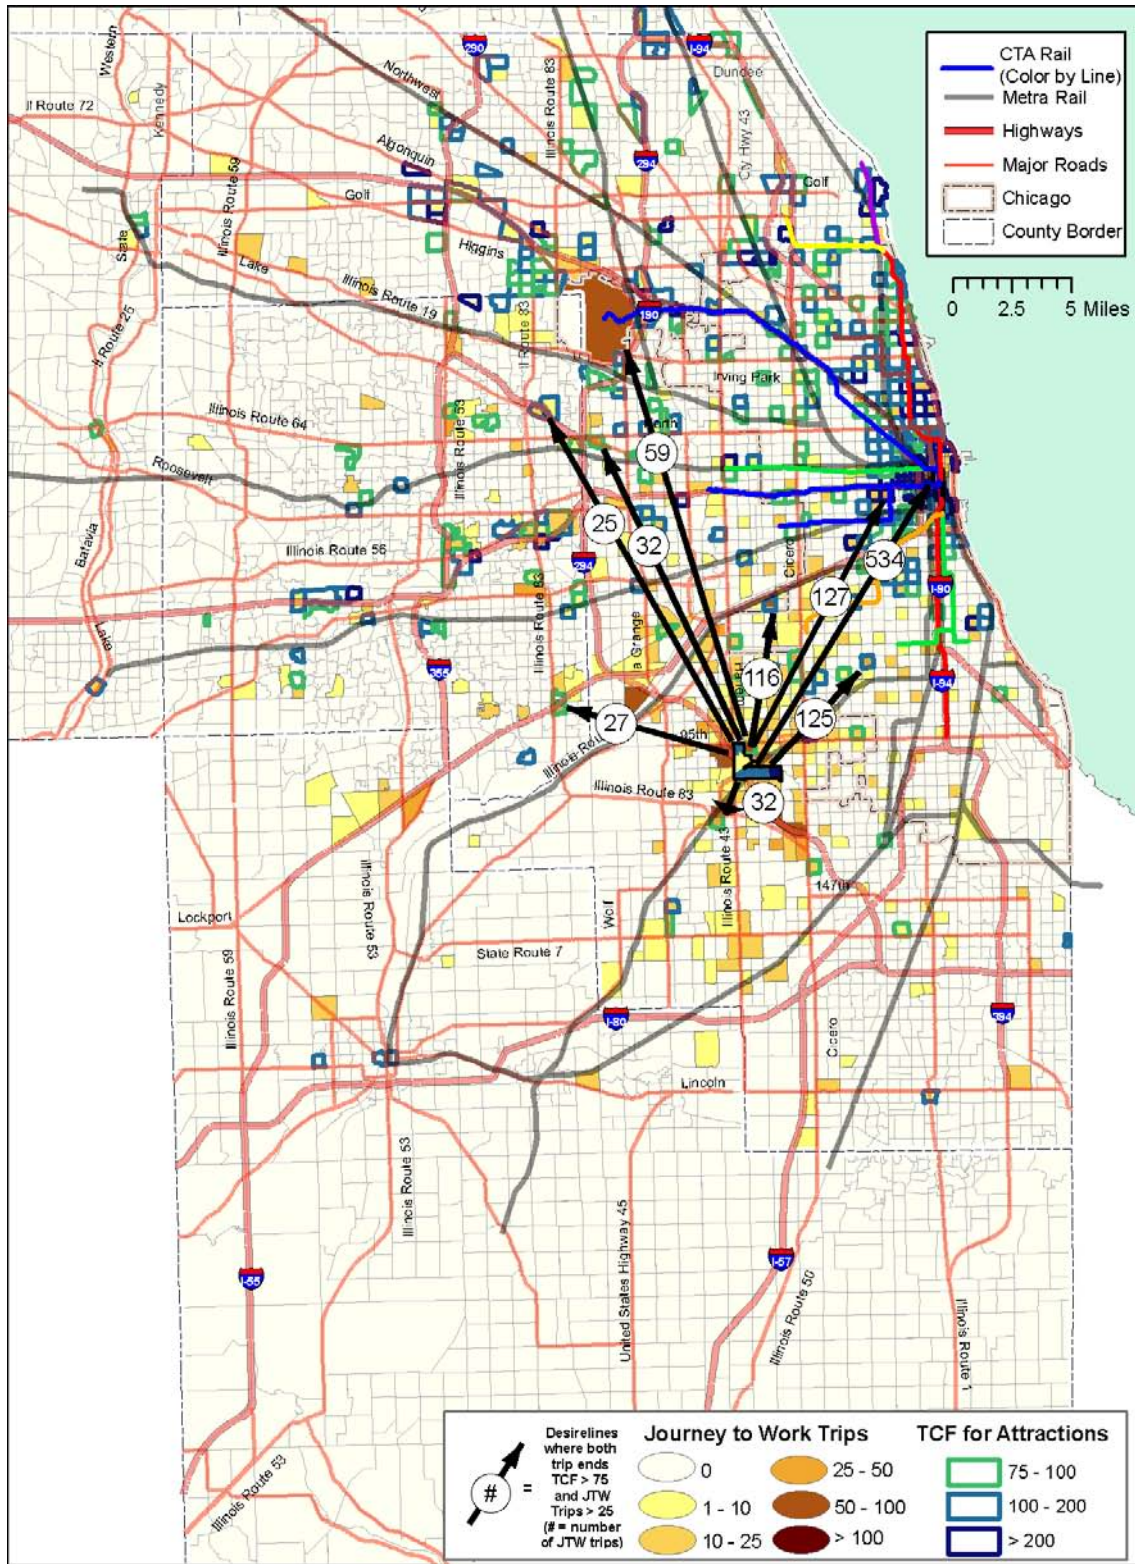 Western
290
I-94
Dundee
Northwest
Illinois Route 83
Il Route 72
Kennedy
Algonquin
294
Cty Hwy 43
Illinois Route 59
Golf
Golf
State
Higgins
Lake
Illinois Route 19
Il Route 83
190
Il Route 25
Irving Park
Illinois Route 64
Illinois Route 53
North
59
Roosevelt
25
32
534
Illinois Route 56
Cicero
Batavia
294
127
I-90
Illinois Route 83
La Grange
Lake
355
Harlem
116
I-94
27
95th
125
Illinois Route 83
32
Illinois Route 43
Illinois Route 53
147th
Lockport
Wolf
State Route 7
Illinois Route 59
I-80
394
Cicero
Lincoln
Illinois Route 53
United States Highway 45
I-57
I-55
Illinois Route 50
Illinois Route 1
Illinois Route 53
CTA Rail
(Color by Line)
Metra Rail
Highways
Major Roads
Chicago
County Border
0 2.5 5 Miles
#
=
Desirelines
where both
trip ends
TCF > 75
and JTW
Trips > 25
(# = number
of JTW trips)
Journey to Work Trips
0
1 - 10
10 - 25
25 - 50
50 - 100
> 100
TCF for Attractions
75 - 100
100 - 200
> 200